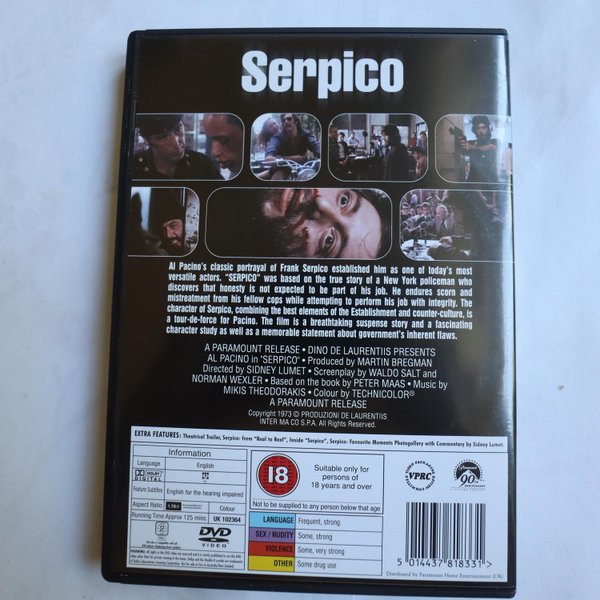 Serpico
Al Pacino's classic portrayal of Frank Serpico established him as one of today's most
versatile actors. "SERPICO" was based on the true story of a New York policeman who
discovers that honesty is not expected to be part of his job. He endures scorn and
mistreatment from his fellow cops while attempting to perform his job with integrity. The
character of Serpico, combining the best elements of the Establishment and counter-culture, is
a tour-de-force for Pacino. The film is a breathtaking suspense story and a fascinating
character study as well as a memorable statement about government's inherent flaws.
A PARAMOUNT RELEASE • DINO DE LAURENTIIS PRESENTS
AL PACINO in "SERPICO" • Produced by MARTIN BREGMAN
Directed by SIDNEY LUMET • Screenplay by WALDO SALT and
NORMAN WEXLER • Based on the book by PETER MAAS • Music by
MIKIS THEODORAKIS • Colour by TECHNICOLOR®
A PARAMOUNT RELEASE
Copyright 1973 © PRODUZIONI DE LAURENTIIS
INTER MA CO S.P.A. All Rights Reserved.
EXTRA FEATURES: Theatrical Trailer, Serpico: from "Real to Reel", Inside "Serpico", Serpico: Favourite Moments Photogallery with Commentary by Sidney Lumet.
Information
Language English
DOLBY DIGITAL
Feature Subtitles English for the hearing impaired
Aspect Ratio 1.78:1 Colour
Running Time Approx 125 mins UK 102364
2
DVD
VIDEO
18
Suitable only for
persons of
18 years and over
Not to be supplied to any person below that age
LANGUAGE Frequent, strong
SEX / NUDITY Some, strong
VIOLENCE Some, very strong
OTHER Some drug use
VPRC
Paramount
90
5 014437 818331 >
Distributed by Paramount Home Entertainment (UK)